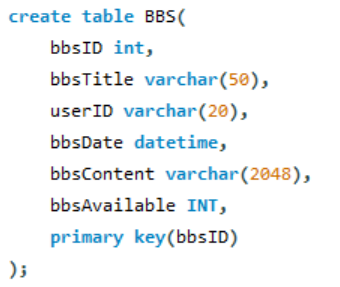 create table BBS(
bbsID int,
bbsTitle varchar(50),
userID varchar(20),
bbsDate datetime,
bbsContent varchar(2048),
bbsAvailable INT,
primary key(bbsID)
);